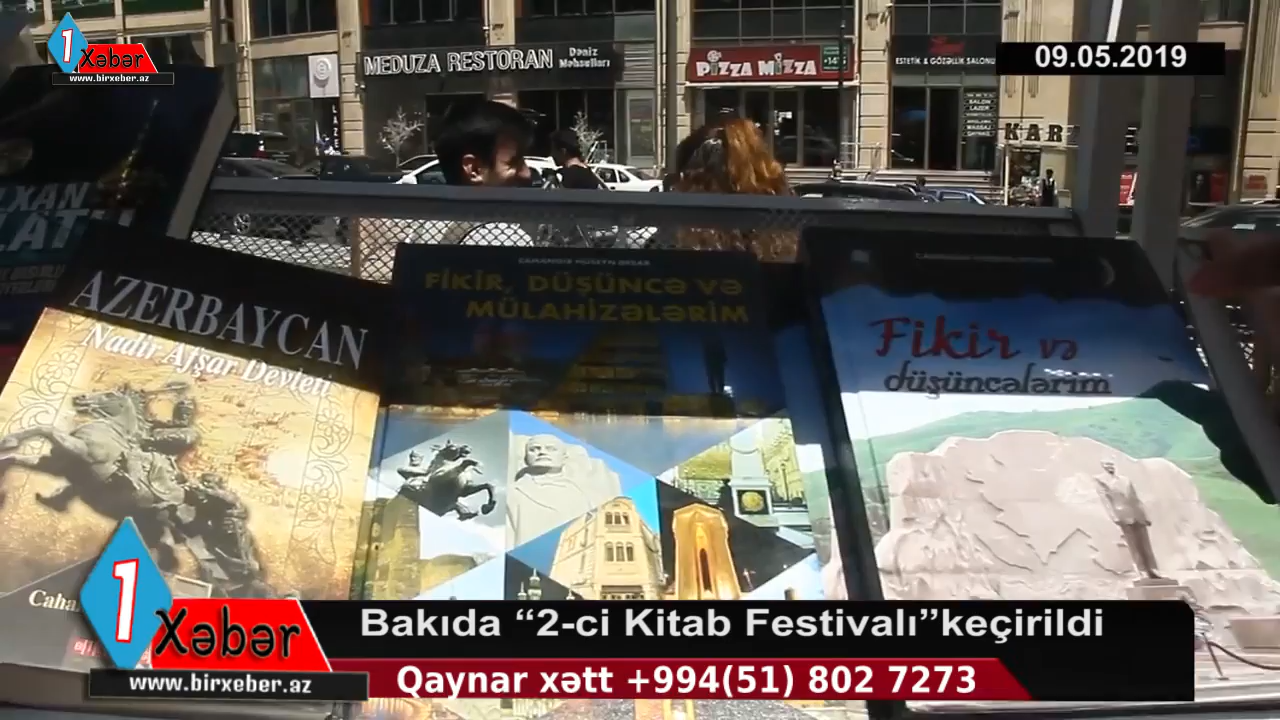 1 Xəbər
www.birxeber.az
MEDUZA RESTORAN
Dəniz Məhsulları
PiZZA MiZZA
ESTETİK & GÖZƏLLİK SALONU
09.05.2019
KAR
AZERBAYCAN
Nadir Afşar Devleti
FİKİR, DÜŞÜNCƏ VƏ
MÜLAHİZƏLƏRİM
Fikir və
düşüncələrim
Bakıda “2-ci Kitab Festivalı”keçirildi
1 Xəbər
Qaynar xətt +994(51) 802 7273
www.birxeber.az